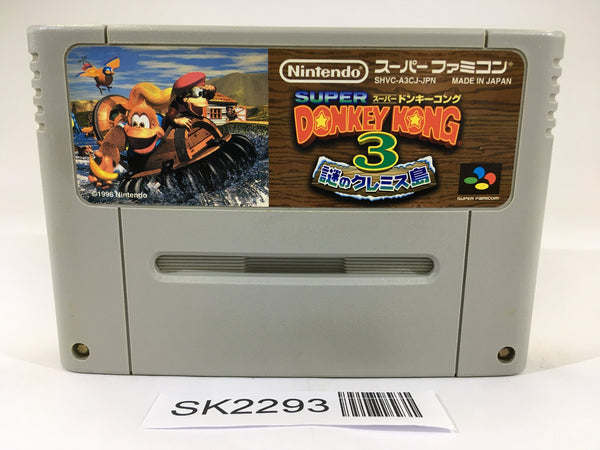 Nintendo スーパーファミコン
SHVC-A3CJ-JPN MADE IN JAPAN
SUPER スーパードンキーコング
DONKEY KONG
3
謎のクレミス島
©1996 Nintendo
SUPER FAMICOM
SK2293